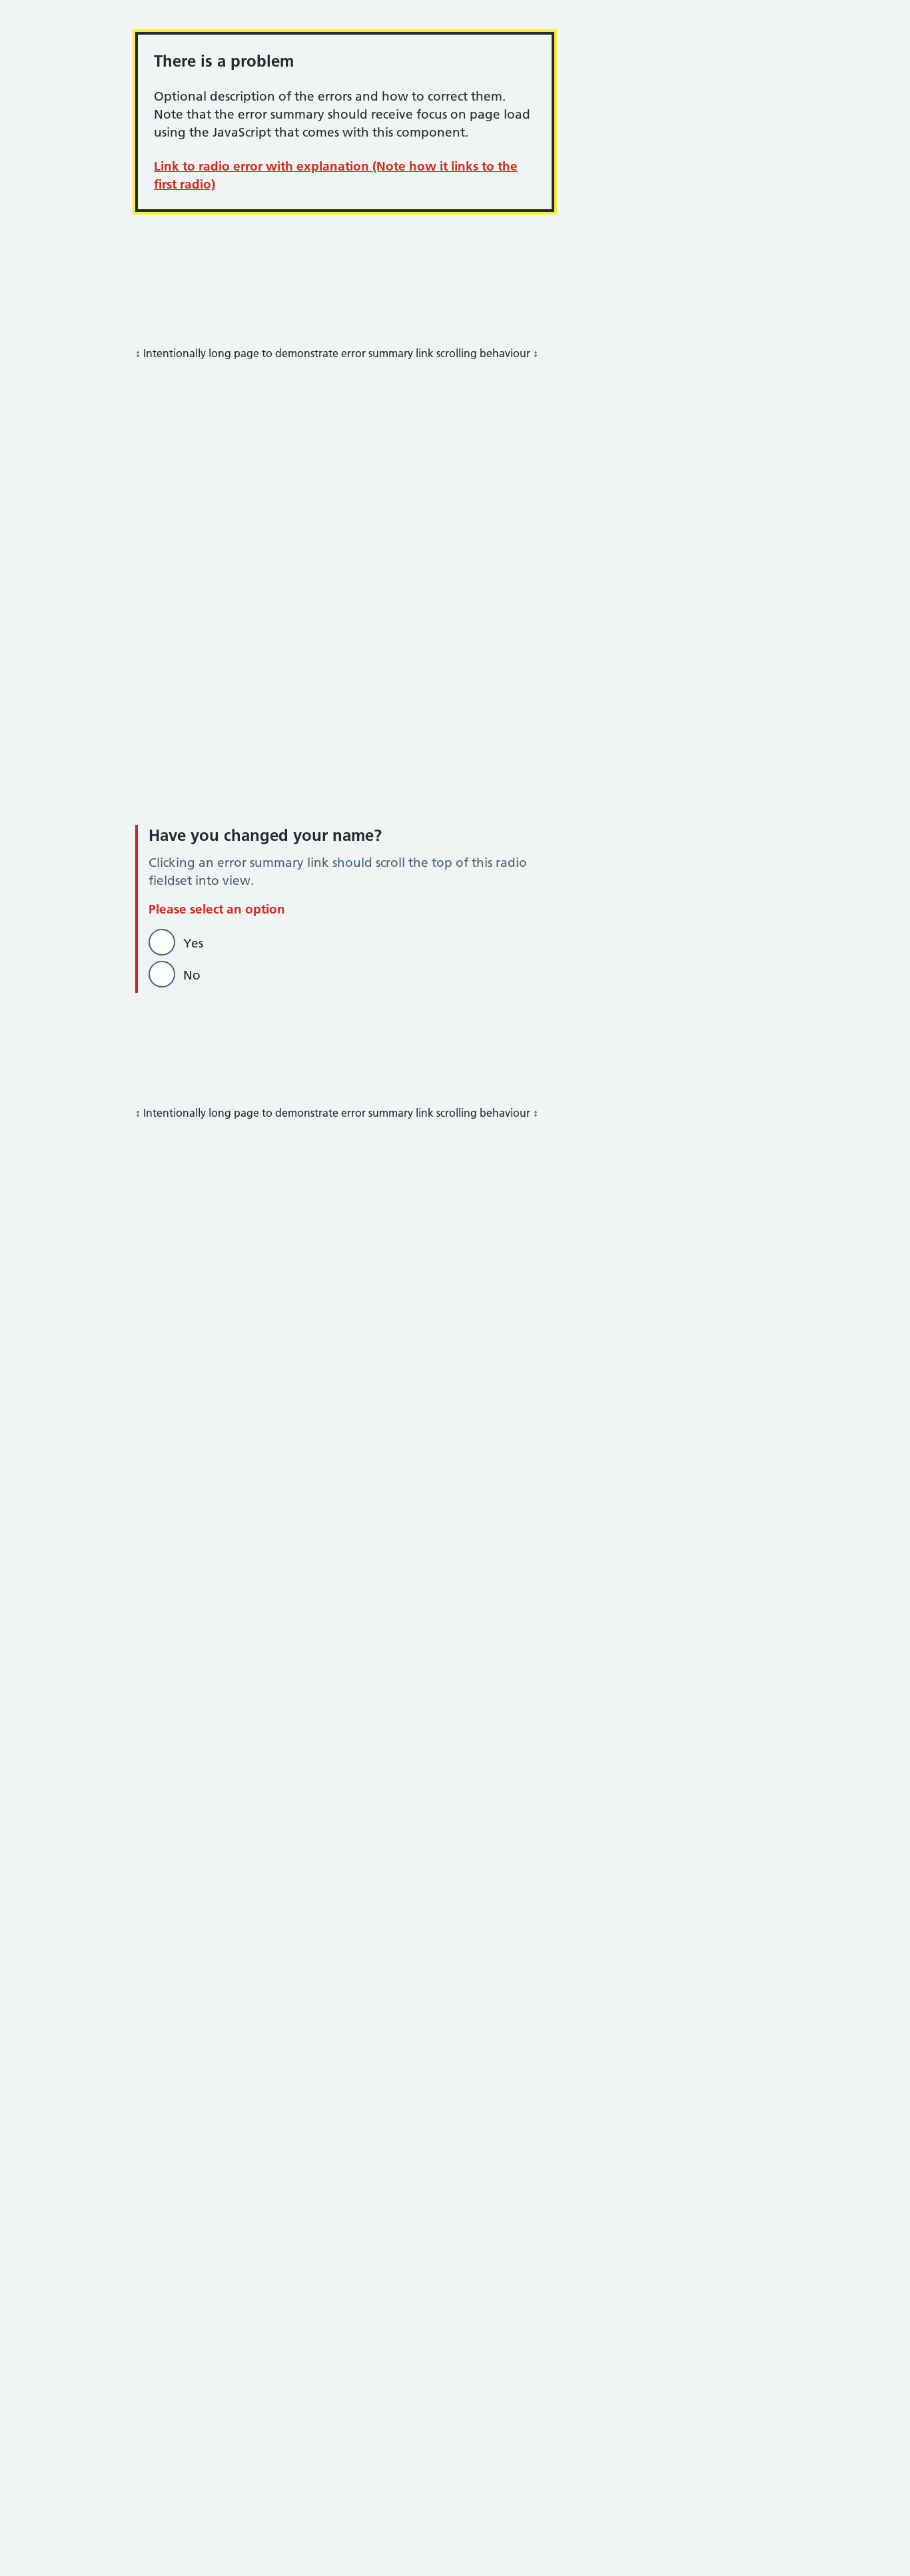 There is a problem
Optional description of the errors and how to correct them.
Note that the error summary should receive focus on page load
using the JavaScript that comes with this component.
Link to radio error with explanation (Note how it links to the
first radio)
↕ Intentionally long page to demonstrate error summary link scrolling behaviour ↕
Have you changed your name?
Clicking an error summary link should scroll the top of this radio
fieldset into view.
Please select an option
Yes
No
↕ Intentionally long page to demonstrate error summary link scrolling behaviour ↕